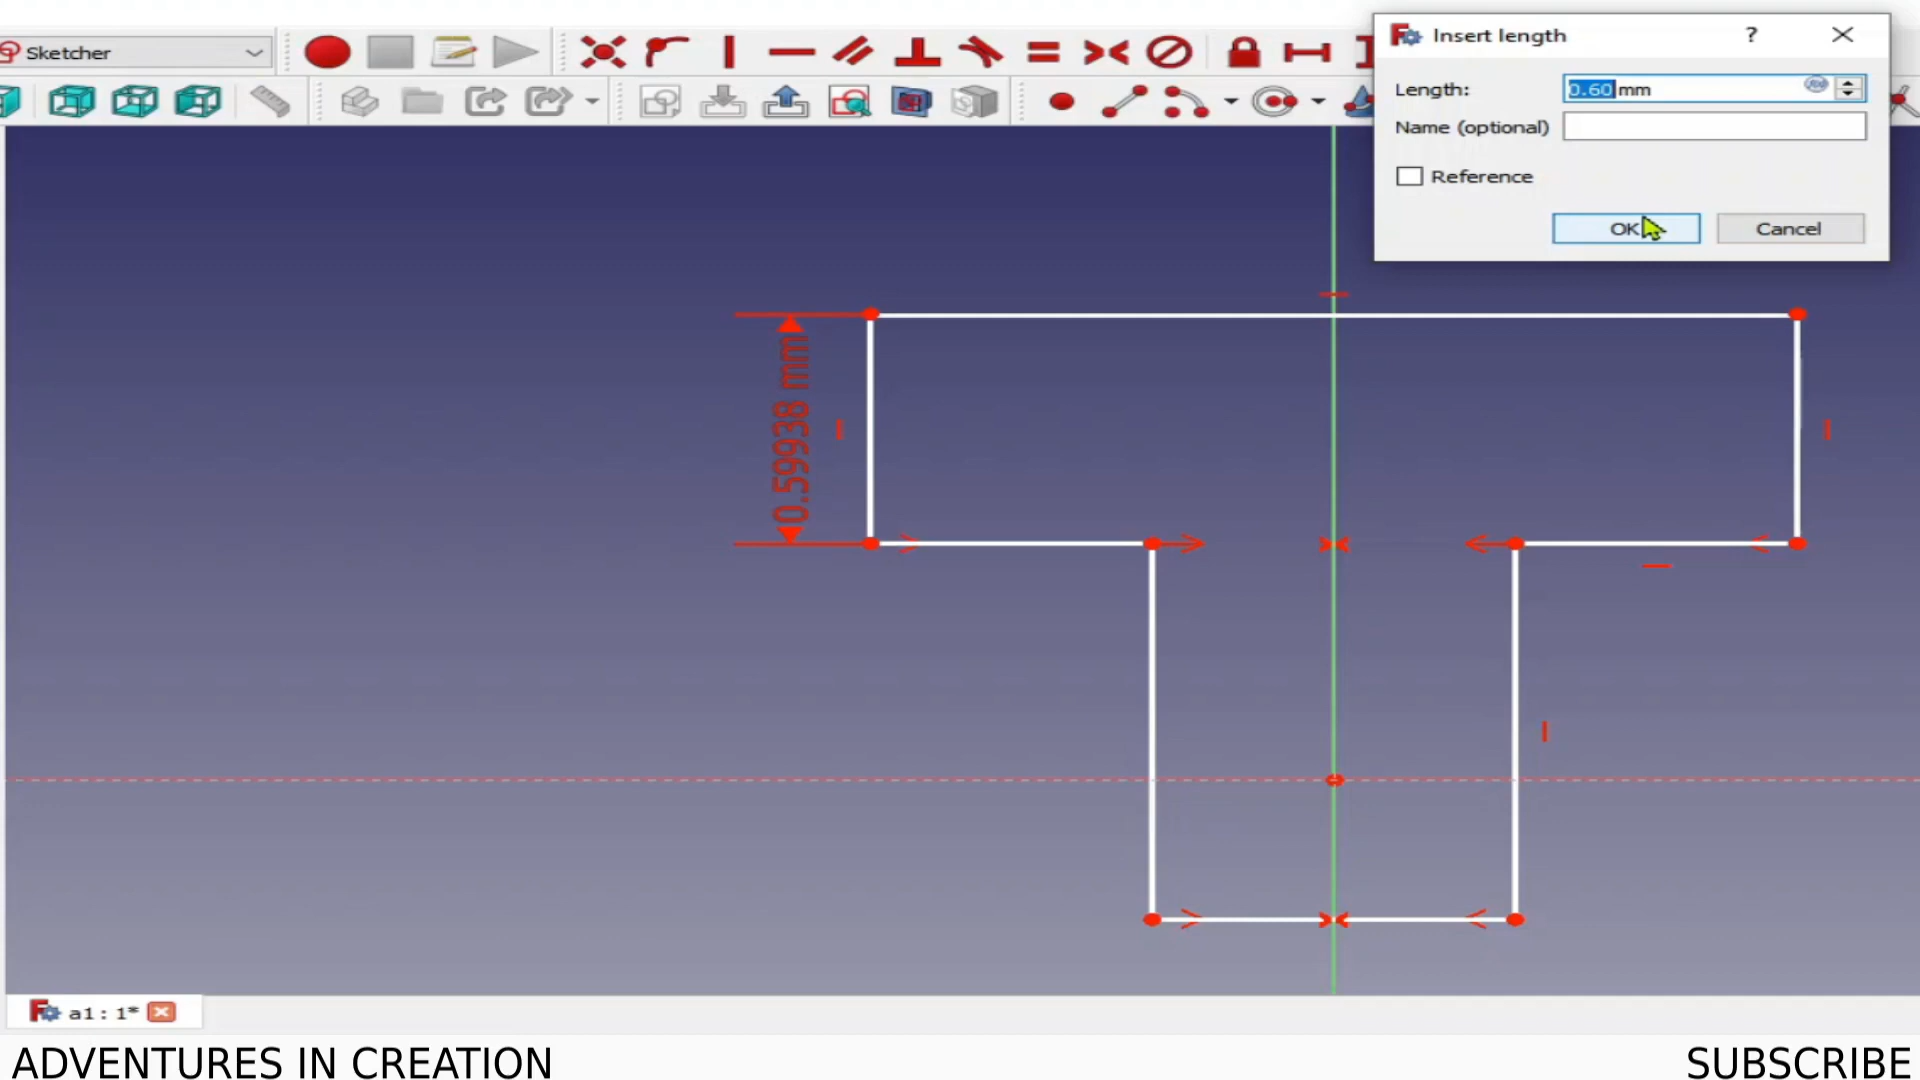 Sketcher
Insert length
?
Length:
0.60 mm
Name (optional)
Reference
OK
Cancel
0.59938 mm
a1 : 1*
ADVENTURES IN CREATION
SUBSCRIBE